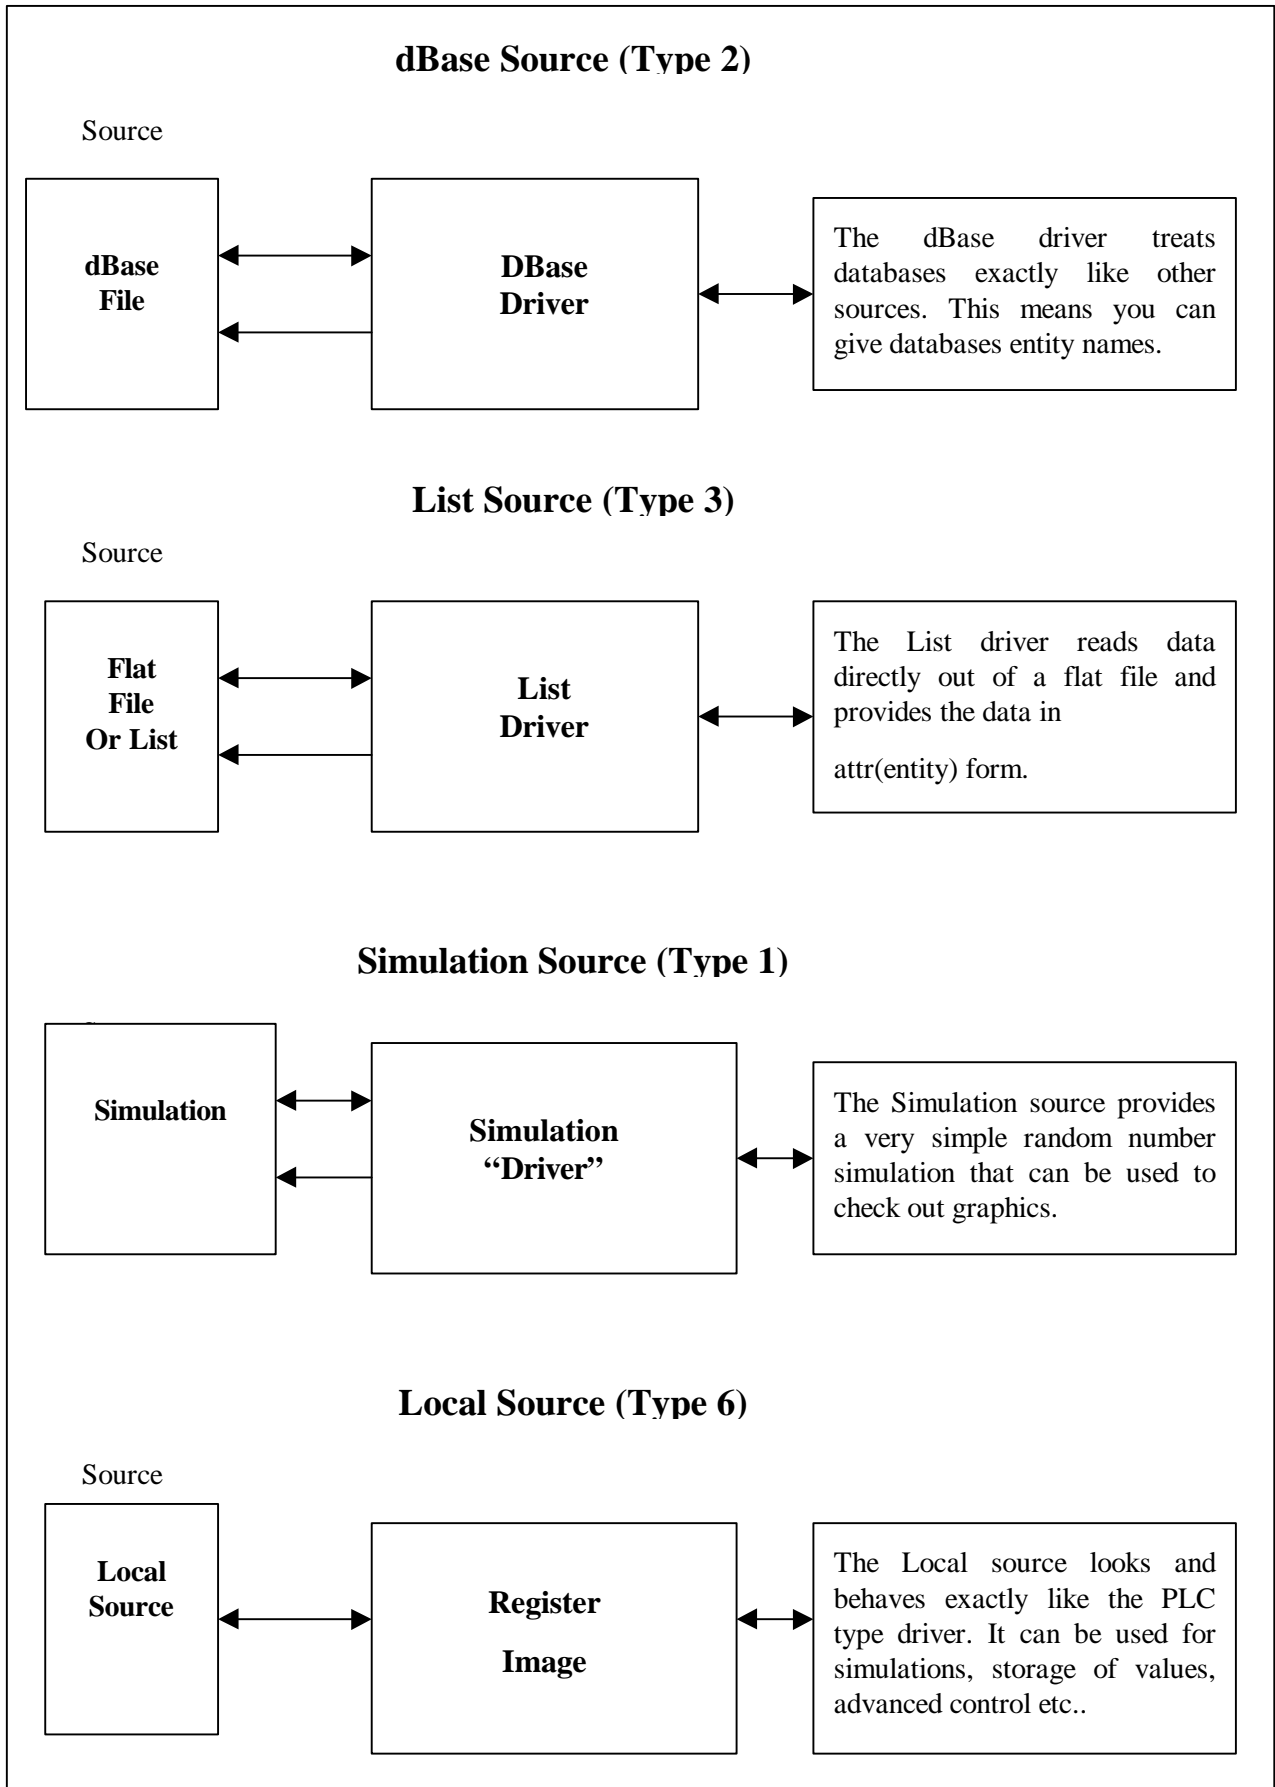 dBase Source (Type 2)
Source
dBase
File
DBase
Driver
The dBase driver treats
databases exactly like other
sources. This means you can
give databases entity names.
List Source (Type 3)
Source
Flat
File
Or List
List
Driver
The List driver reads data
directly out of a flat file and
provides the data in
attr(entity) form.
Simulation Source (Type 1)
Simulation
Simulation
“Driver”
The Simulation source provides
a very simple random number
simulation that can be used to
check out graphics.
Local Source (Type 6)
Source
Local
Source
Register
Image
The Local source looks and
behaves exactly like the PLC
type driver. It can be used for
simulations, storage of values,
advanced control etc..